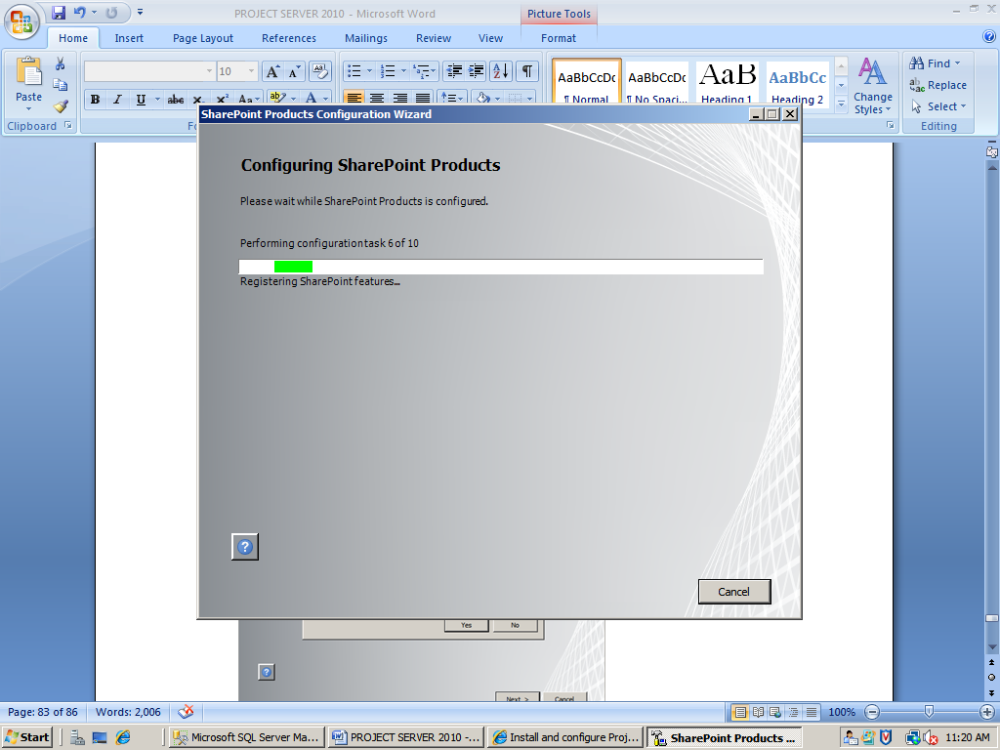 PROJECT SERVER 2010 - Microsoft Word
Picture Tools
Home Insert Page Layout References Mailings Review View Format
Paste
10
AaBbCcDc AaBbCcDc AaB AaBbCc
¶ Normal ¶ No Spaci... Heading 1 Heading 2
Change
Styles
Find
Replace
Select
Clipboard
Fo
Editing
SharePoint Products Configuration Wizard
Configuring SharePoint Products
Please wait while SharePoint Products is configured.
Performing configuration task 6 of 10
Registering SharePoint features...
Cancel
Yes No
Next > Cancel
Page: 83 of 86 Words: 2,006 100%
Start Microsoft SQL Server Ma... PROJECT SERVER 2010 -... Install and configure Proj... SharePoint Products ... 11:20 AM